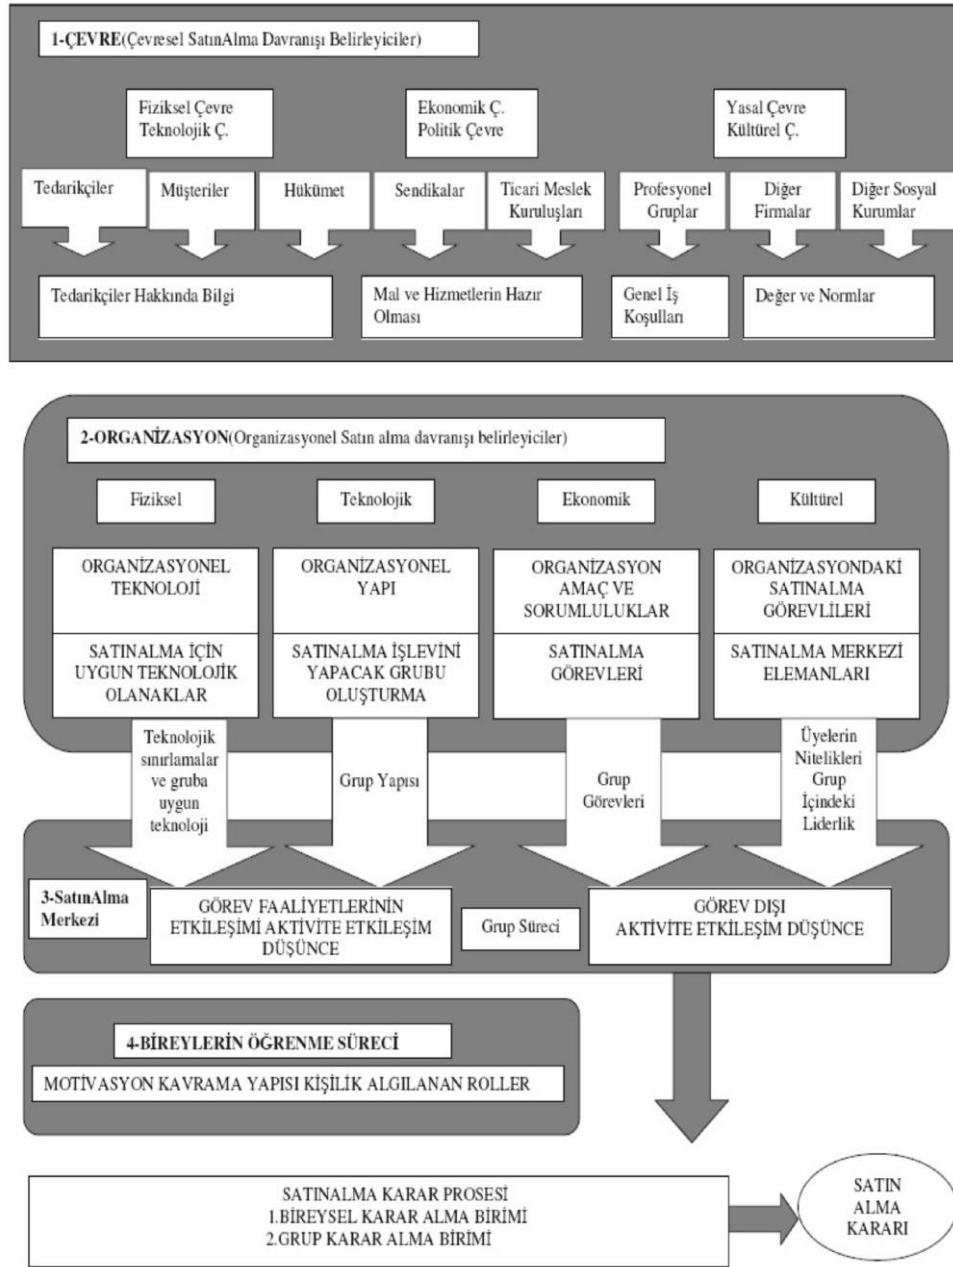 1-ÇEVRE(Çevresel SatınAlma Davranışı Belirleyiciler)
Fiziksel Çevre
Teknolojik Ç.
Ekonomik Ç.
Politik Çevre
Yasal Çevre
Kültürel Ç.
Tedarikçiler
Müşteriler
Hükümet
Sendikalar
Ticari Meslek
Kuruluşları
Profesyonel
Gruplar
Diğer
Firmalar
Diğer Sosyal
Kurumlar
Tedarikçiler Hakkında Bilgi
Mal ve Hizmetlerin Hazır
Olması
Genel İş
Koşulları
Değer ve Normlar
2-ORGANİZASYON(Organizasyonel Satın alma davranışı belirleyiciler)
Fiziksel
Teknolojik
Ekonomik
Kültürel
ORGANİZASYONEL
TEKNOLOJİ
ORGANİZASYONEL
YAPI
ORGANİZASYON
AMAÇ VE
SORUMLULUKLAR
ORGANİZASYONDAKİ
SATINALMA
GÖREVLİLERİ
SATINALMA İÇİN
UYGUN TEKNOLOJİK
OLANAKLAR
SATINALMA İŞLEVİNİ
YAPACAK GRUBU
OLUŞTURMA
SATINALMA
GÖREVLERİ
SATINALMA MERKEZİ
ELEMANLARI
Teknolojik
sınırlamalar
ve gruba
uygun
teknoloji
Grup Yapısı
Grup
Görevleri
Üyelerin
Nitelikleri
Grup
İçindeki
Liderlik
3-SatınAlma
Merkezi
GÖREV FAALİYETLERİNİN
ETKİLEŞİMİ AKTİVİTE ETKİLEŞİM
DÜŞÜNCE
Grup Süreci
GÖREV DIŞI
AKTİVİTE ETKİLEŞİM DÜŞÜNCE
4-BİREYLERİN ÖĞRENME SÜRECİ
MOTİVASYON KAVRAMA YAPISI KİŞİLİK ALGILANAN ROLLER
SATINALMA KARAR PROSESİ
1.BİREYSEL KARAR ALMA BİRİMİ
2.GRUP KARAR ALMA BİRİMİ
SATIN
ALMA
KARARI